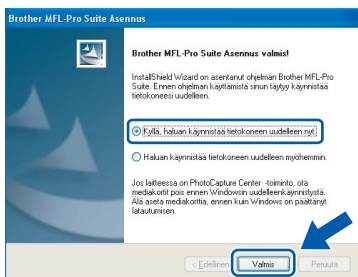 Brother MFL-Pro Suite Asennus
Brother MFL-Pro Suite Asennus valmis!
InstallShield Wizard on asentanut ohjelman Brother MFL-Pro
Suite. Ennen ohjelman käyttämistä sinun täytyy käynnistää
tietokoneesi uudelleen.
Kyllä, haluan käynnistää tietokoneen uudelleen nyt.
Haluan käynnistää tietokoneen uudelleen myöhemmin.
Jos laitteessa on PhotoCapture Center -toiminto, ota
mediakortit pois ennen Windowsin uudelleenkäynnistystä.
Älä aseta mediakorttia, ennen kuin Windows on päättänyt
latautumisen.
< Edellinen Valmis Peruuta